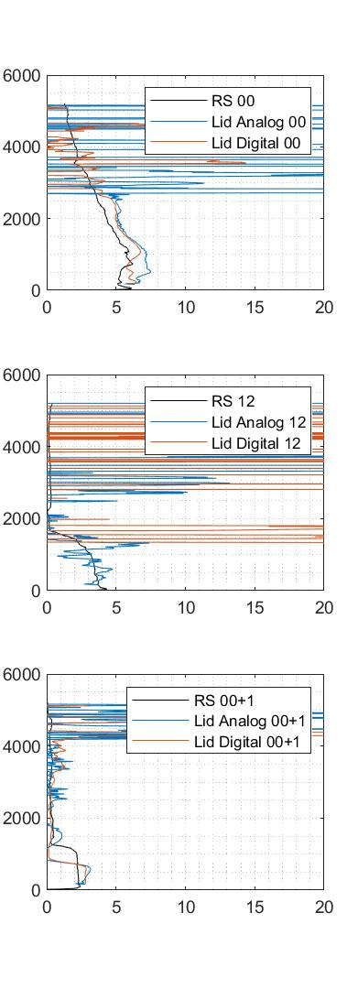 6000
RS 00
Lid Analog 00
Lid Digital 00
4000
2000
0
0 5 10 15 20
6000
RS 12
Lid Analog 12
Lid Digital 12
4000
2000
0
0 5 10 15 20
6000
RS 00+1
Lid Analog 00+1
Lid Digital 00+1
4000
2000
0
0 5 10 15 20